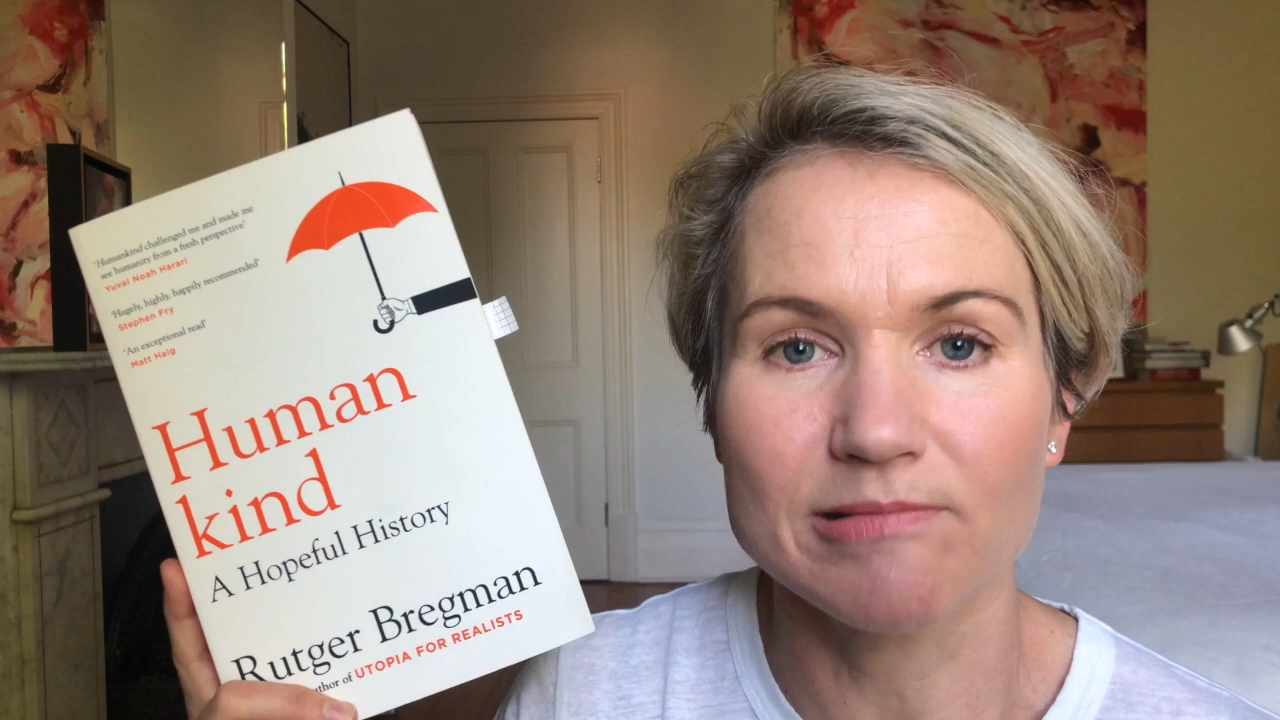 'Humankind challenged me and made me
see humanity from a fresh perspective'
Yuval Noah Harari
'Hugely, highly, happily recommended'
Stephen Fry
'An exceptional read'
Matt Haig
Human
kind
A Hopeful History
Rutger Bregman
author of UTOPIA FOR REALISTS